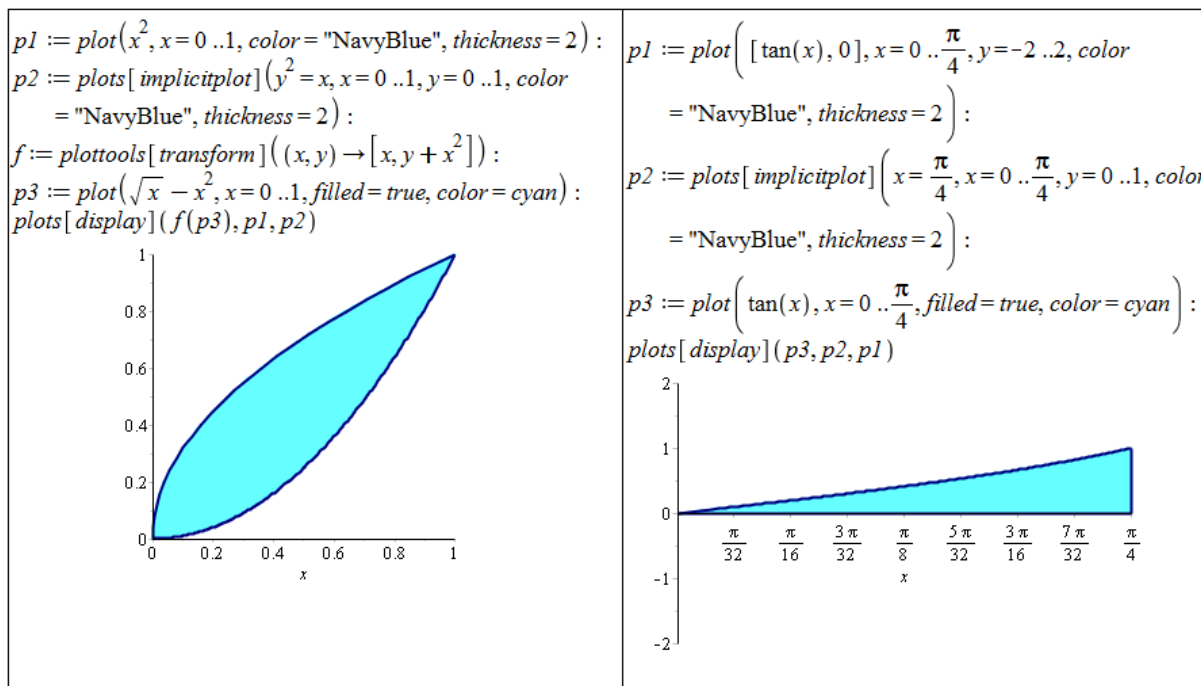 p1 := plot(x², x = 0 ..1, color = "NavyBlue", thickness = 2) :
p2 := plots[implicitplot](y² = x, x = 0 ..1, y = 0 ..1, color
= "NavyBlue", thickness = 2) :
f := plottools[transform]((x, y) → [x, y + x²]) :
p3 := plot(√x − x², x = 0 ..1, filled = true, color = cyan) :
plots[display](f(p3), p1, p2)
1
0.8
0.6
0.4
0.2
0
0 0.2 0.4 0.6 0.8 1
x
p1 := plot([tan(x), 0], x = 0 ..π/4, y = −2 ..2, color
= "NavyBlue", thickness = 2) :
p2 := plots[implicitplot](x = π/4, x = 0 ..π/4, y = 0 ..1, color
= "NavyBlue", thickness = 2) :
p3 := plot(tan(x), x = 0 ..π/4, filled = true, color = cyan) :
plots[display](p3, p2, p1)
2
1
0
π/32 π/16 3π/32 π/8 5π/32 3π/16 7π/32 π/4
x
-1
-2